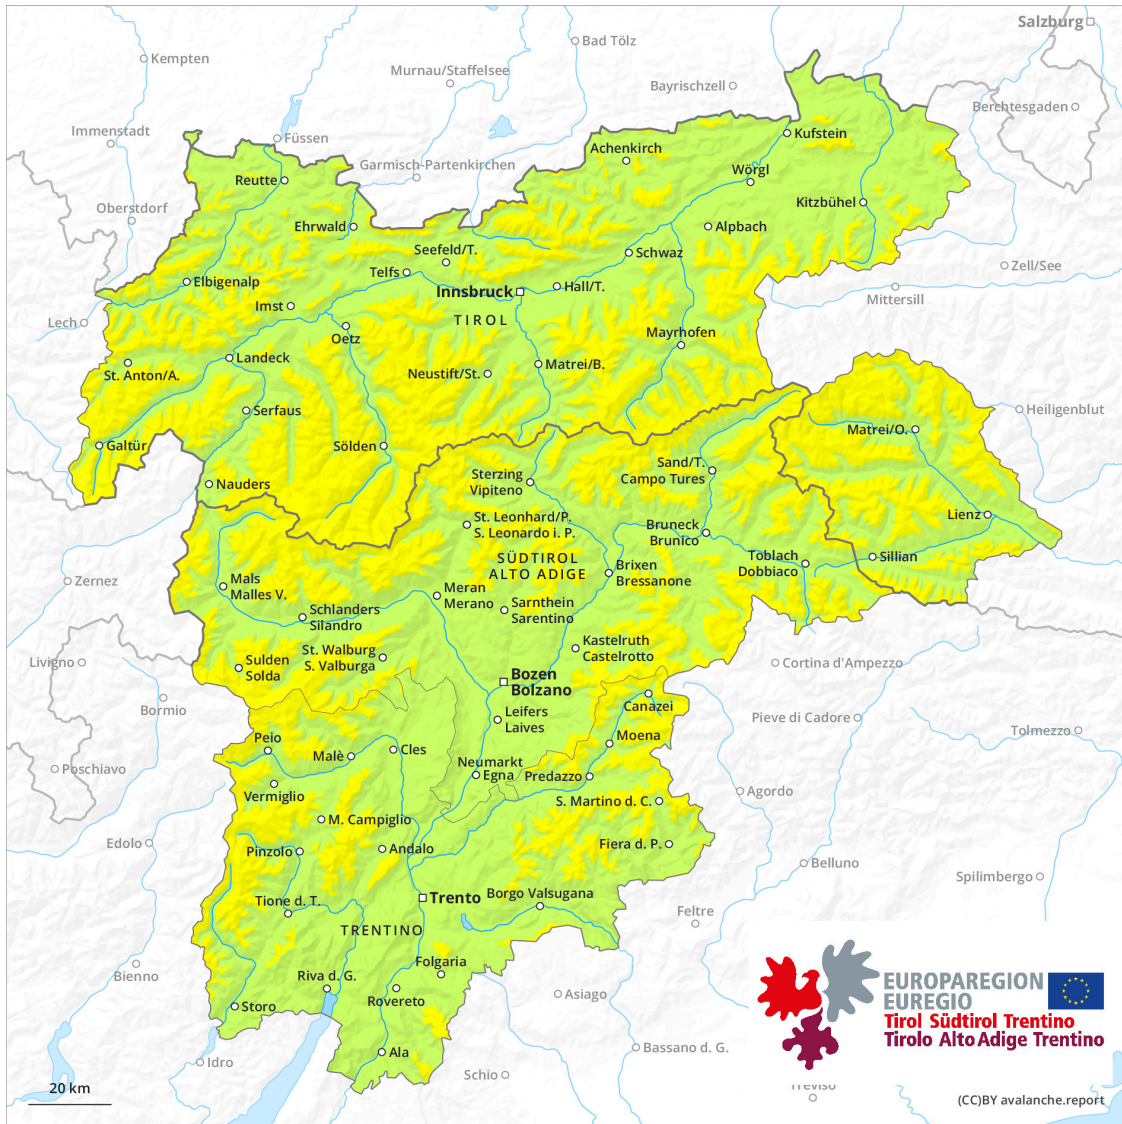 Salzburg
Bad Tölz
Kempten
Murnau/Staffelsee
Bayrischzell
Berchtesgaden
Immenstadt
Füssen
Kufstein
Achenkirch
Garmisch-Partenkirchen
Wörgl
Reutte
Oberstdorf
Kitzbühel
Ehrwald
Alpbach
Seefeld/T.
Schwaz
Zell/See
Telfs
Elbigenalp
Hall/T.
Innsbruck
Mittersill
Imst
TIROL
Lech
Oetz
Mayrhofen
Landeck
Matrei/B.
St. Anton/A.
Neustift/St.
Serfaus
Heiligenblut
Matrei/O.
Galtür
Sölden
Sand/T.
Campo Tures
Sterzing
Vipiteno
Nauders
Lienz
St. Leonhard/P.
S. Leonardo i. P.
Bruneck
Brunico
SÜDTIROL
ALTO ADIGE
Toblach
Dobbiaco
Sillian
Brixen
Bressanone
Zernez
Mals
Malles V.
Meran
Merano
Sarnthein
Sarentino
Schlanders
Silandro
Kastelruth
Castelrotto
St. Walburg
S. Valburga
Livigno
Sulden
Solda
Cortina d'Ampezzo
Bozen
Bolzano
Canazei
Bormio
Leifers
Laives
Pieve di Cadore
Tolmezzo
Moena
Peio
Cles
Malè
Neumarkt
Egna
Predazzo
Poschiavo
Vermiglio
Agordo
S. Martino d. C.
M. Campiglio
Edolo
Pinzolo
Andalo
Fiera d. P.
Belluno
Spilimbergo
Trento
Borgo Valsugana
Tione d. T.
Feltre
TRENTINO
Folgaria
Bienno
Riva d. G.
Rovereto
Asiago
Storo
EUROPAREGION
EUREGIO
Tirol Südtirol Trentino
Tirolo Alto Adige Trentino
Ala
Bassano d. G.
Idro
Schio
Treviso
20 km
(CC)BY avalanche.report